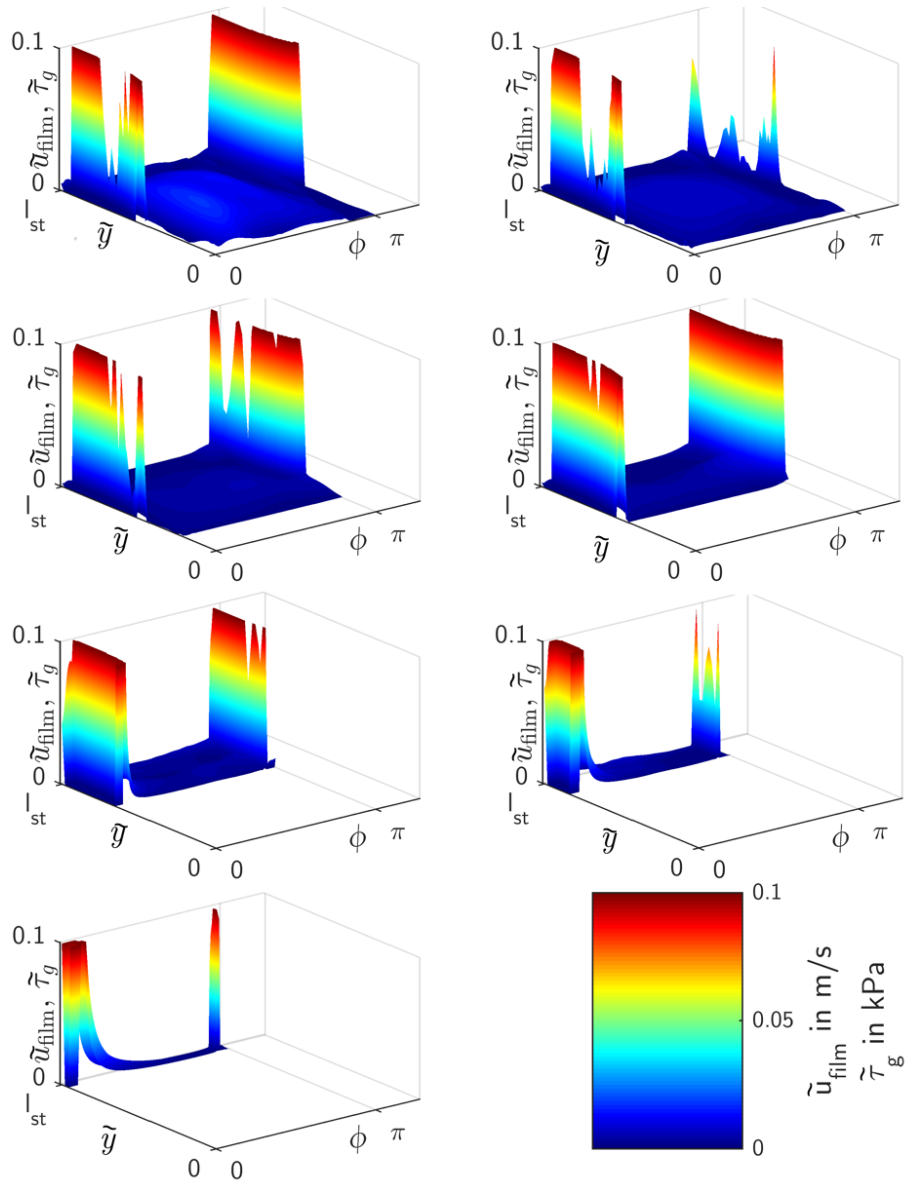 0.1
ũ_film, τ̃_g
0
l_st
ỹ
0
0
ϕ
π
0.1
ũ_film, τ̃_g
0
l_st
ỹ
0
0
ϕ
π
0.1
ũ_film, τ̃_g
0
l_st
ỹ
0
0
ϕ
π
0.1
ũ_film, τ̃_g
0
l_st
ỹ
0
0
ϕ
π
0.1
ũ_film, τ̃_g
0
l_st
ỹ
0
0
ϕ
π
0.1
ũ_film, τ̃_g
0
l_st
ỹ
0
0
ϕ
π
0.1
ũ_film, τ̃_g
0
l_st
ỹ
0
0
ϕ
π
0.1
0.05
0
ũ_film in m/s
τ̃_g in kPa